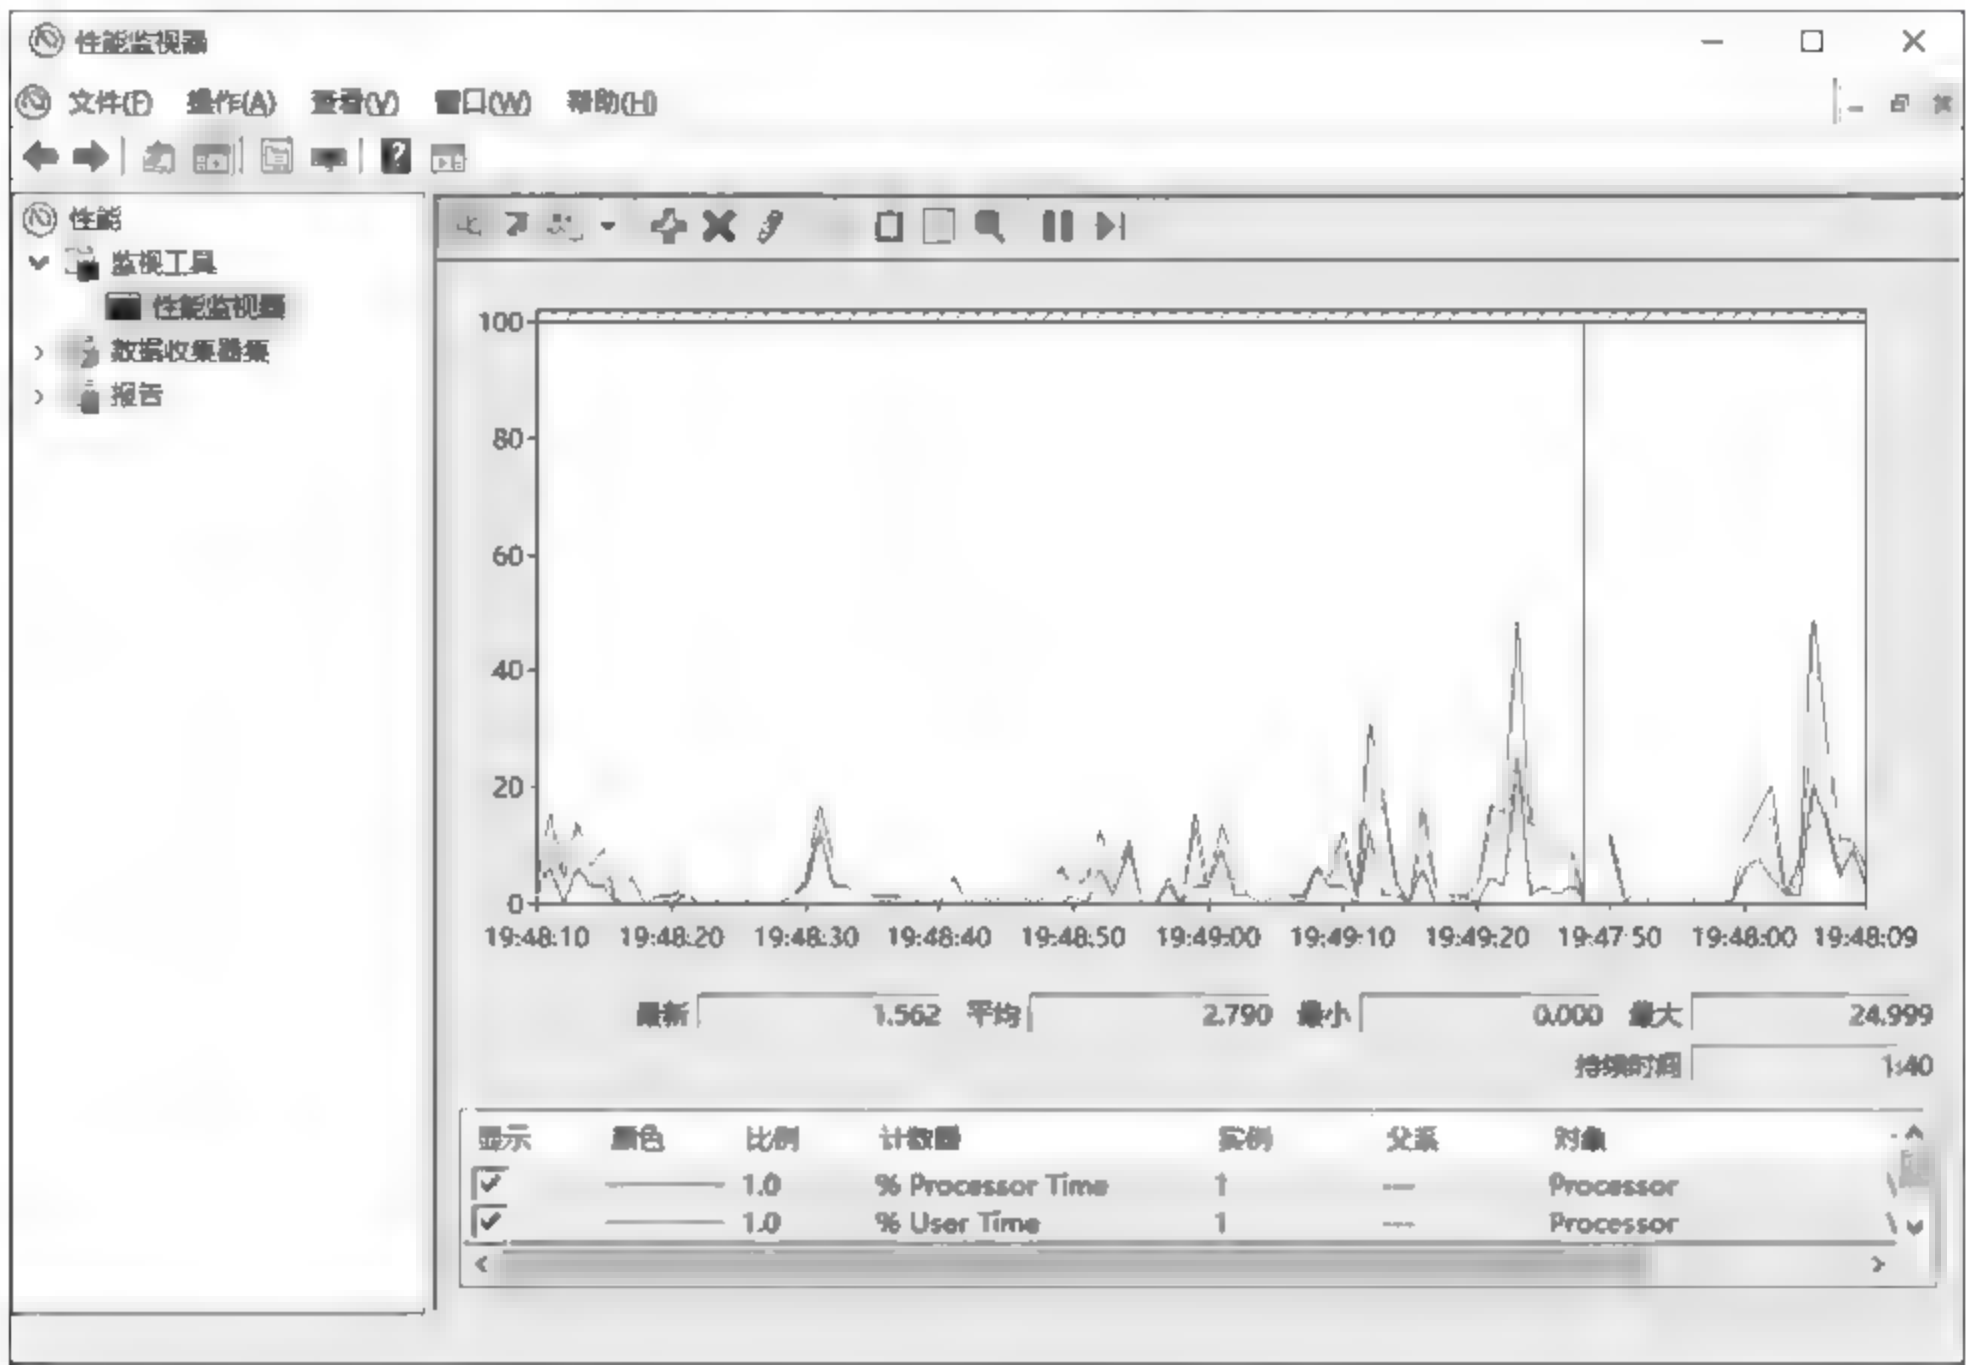 性能监视器
文件(F) 操作(A) 查看(V) 窗口(W) 帮助(H)
性能
监视工具
性能监视器
数据收集器集
报告
100
80
60
40
20
0
19:48:10 19:48:20 19:48:30 19:48:40 19:48:50 19:49:00 19:49:10 19:49:20 19:47:50 19:48:00 19:48:09
最新 1.562 平均 2.790 最小 0.000 最大 24.999
持续时间 1:40
显示 颜色 比例 计数器 实例 父系 对象
1.0 % Processor Time 1 --- Processor \
1.0 % User Time 1 --- Processor \